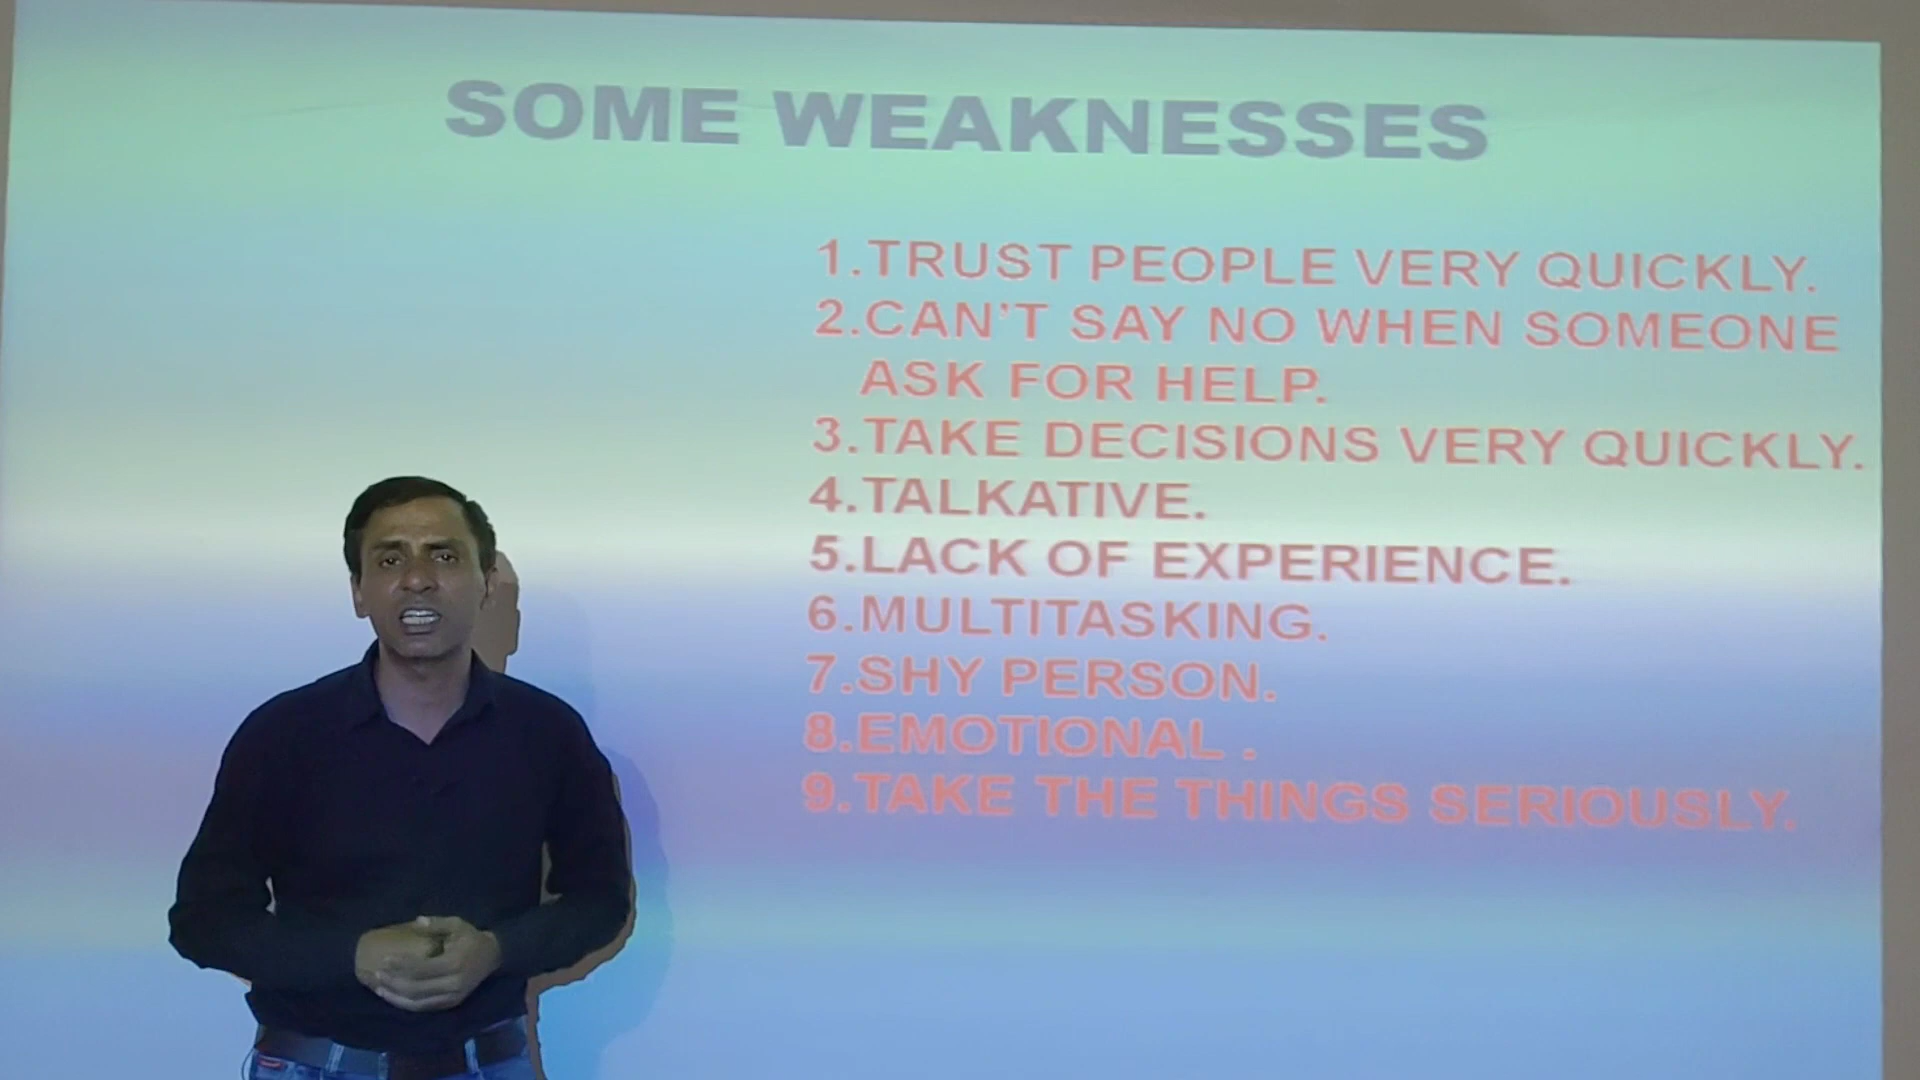 SOME WEAKNESSES
1.TRUST PEOPLE VERY QUICKLY.
2.CAN'T SAY NO WHEN SOMEONE
ASK FOR HELP.
3.TAKE DECISIONS VERY QUICKLY.
4.TALKATIVE.
5.LACK OF EXPERIENCE.
6.MULTITASKING.
7.SHY PERSON.
8.EMOTIONAL .
9.TAKE THE THINGS SERIOUSLY.